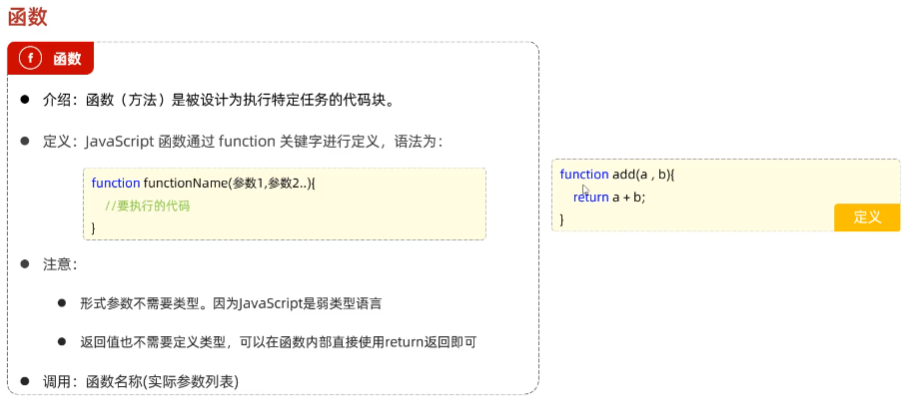 函数
f 函数
介绍：函数（方法）是被设计为执行特定任务的代码块。
定义：JavaScript 函数通过 function 关键字进行定义，语法为：
function functionName(参数1,参数2..){
//要执行的代码
}
注意：
形式参数不需要类型。因为JavaScript是弱类型语言
返回值也不需要定义类型，可以在函数内部直接使用return返回即可
调用：函数名称(实际参数列表)
function add(a , b){
return a + b;
}
定义